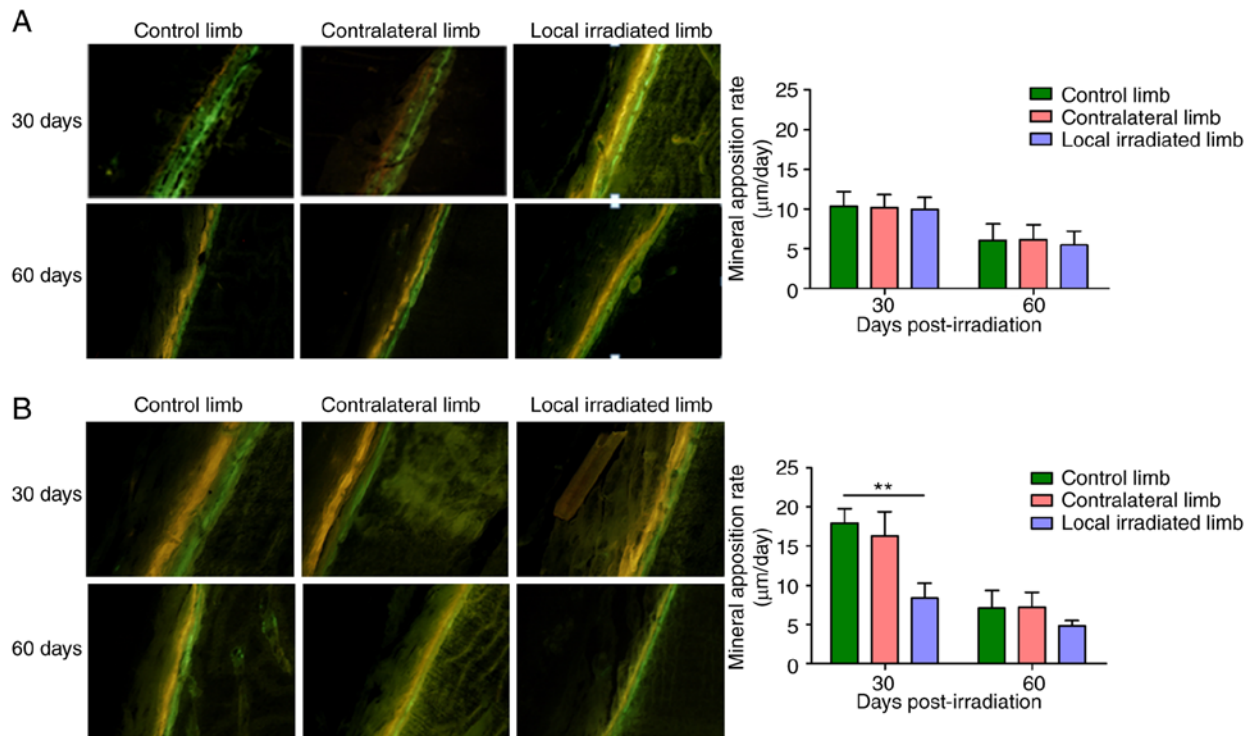 A
Control limb
Contralateral limb
Local irradiated limb
30 days
60 days
Mineral apposition rate
(μm/day)
25
20
15
10
5
0
30
60
Days post-irradiation
Control limb
Contralateral limb
Local irradiated limb
B
Control limb
Contralateral limb
Local irradiated limb
30 days
60 days
Mineral apposition rate
(μm/day)
25
20
15
10
5
0
**
30
60
Days post-irradiation
Control limb
Contralateral limb
Local irradiated limb